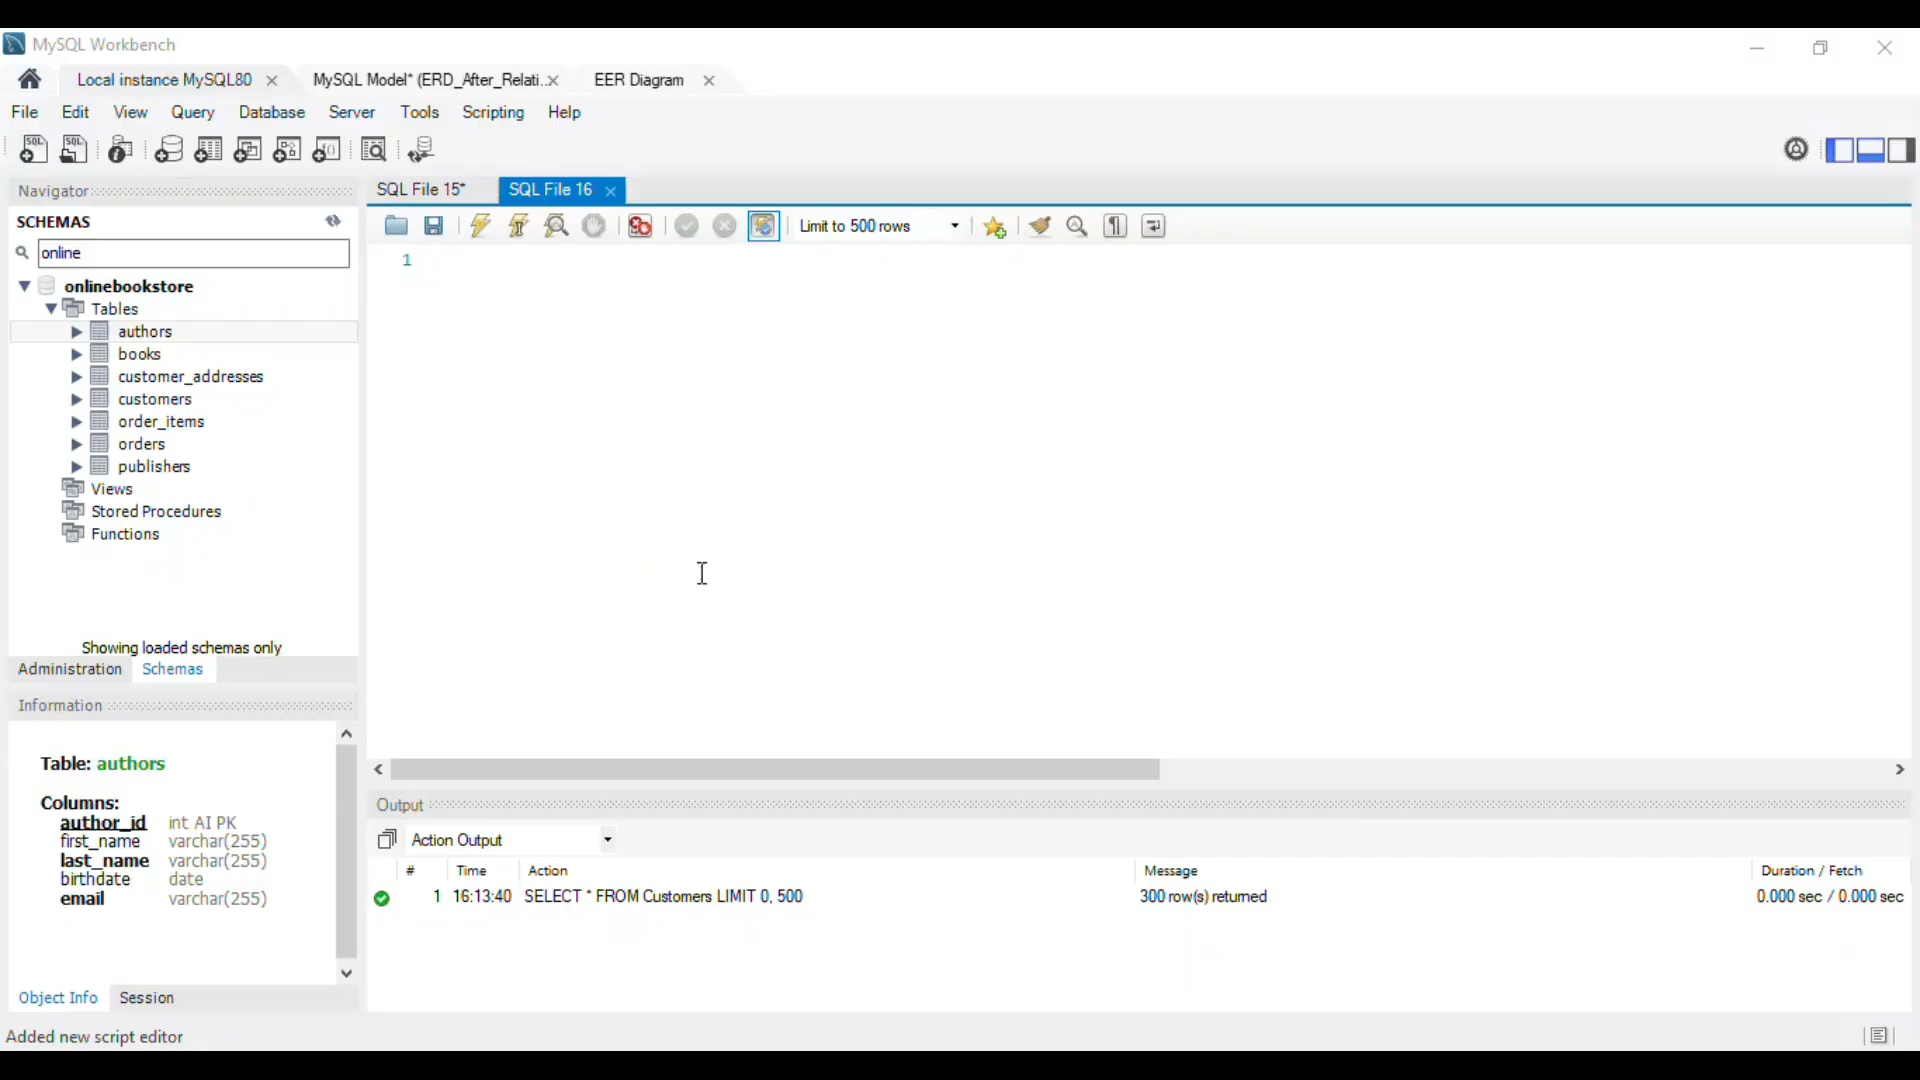 MySQL Workbench
Local instance MySQL80 MySQL Model* (ERD_After_Relati.. EER Diagram
File Edit View Query Database Server Tools Scripting Help
Navigator SQL File 15* SQL File 16
SCHEMAS
Limit to 500 rows
online
1
onlinebookstore
Tables
authors
books
customer_addresses
customers
order_items
orders
publishers
Views
Stored Procedures
Functions
Showing loaded schemas only
Administration Schemas
Information
Table: authors
Columns:
author_id int AI PK
first_name varchar(255)
last_name varchar(255)
birthdate date
email varchar(255)
Object Info Session
Output
Action Output
# Time Action Message Duration / Fetch
1 16:13:40 SELECT * FROM Customers LIMIT 0, 500 300 row(s) returned 0.000 sec / 0.000 sec
Added new script editor